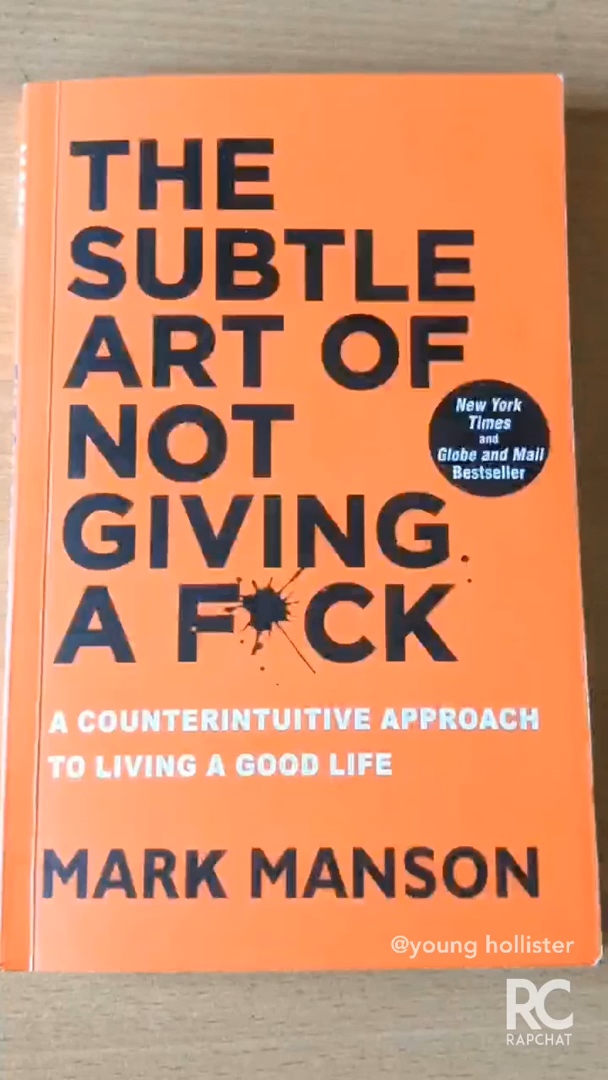 THE
SUBTLE
ART OF
NOT
GIVING
A F*CK
New York
Times
and
Globe and Mail
Bestseller
A COUNTERINTUITIVE APPROACH
TO LIVING A GOOD LIFE
MARK MANSON
@young hollister
RC
RAPCHAT